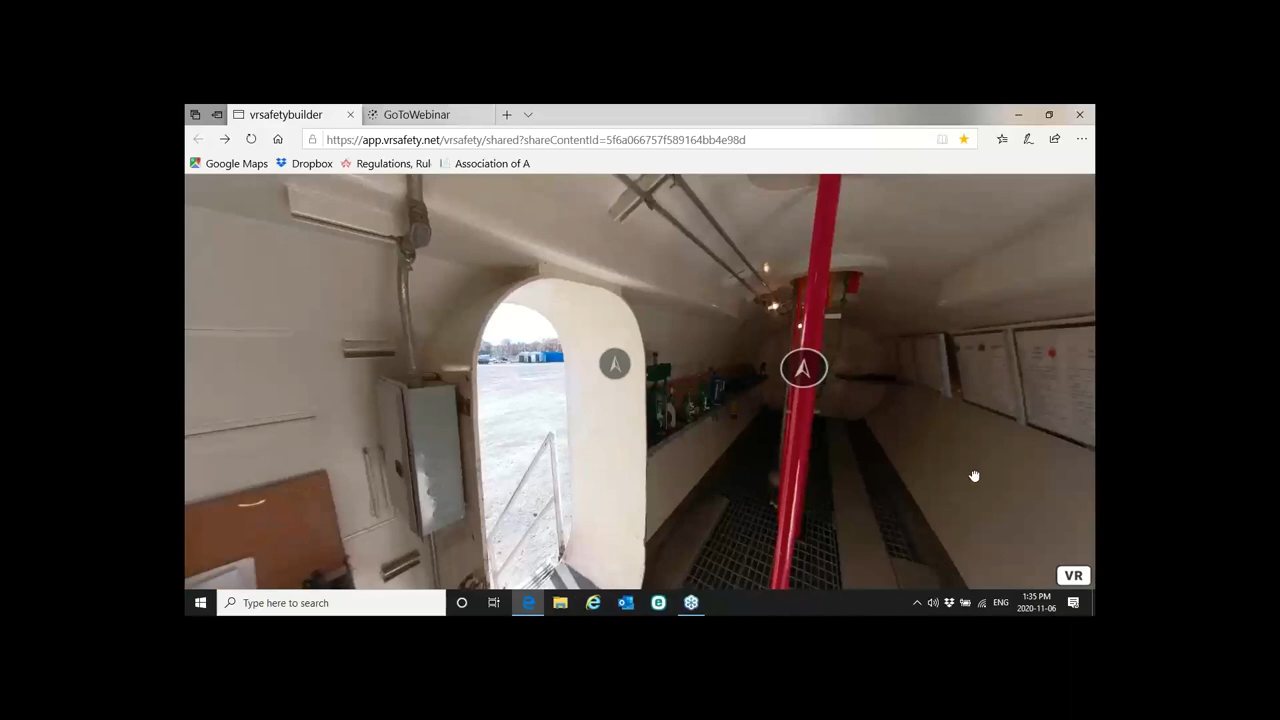 vrsafetybuilder
GoToWebinar
https://app.vrsafety.net/vrsafety/shared?shareContentId=5f6a066757f589164bb4e98d
Google Maps Dropbox Regulations, Rul Association of A
VR
Type here to search
ENG
1:35 PM
2020-11-06